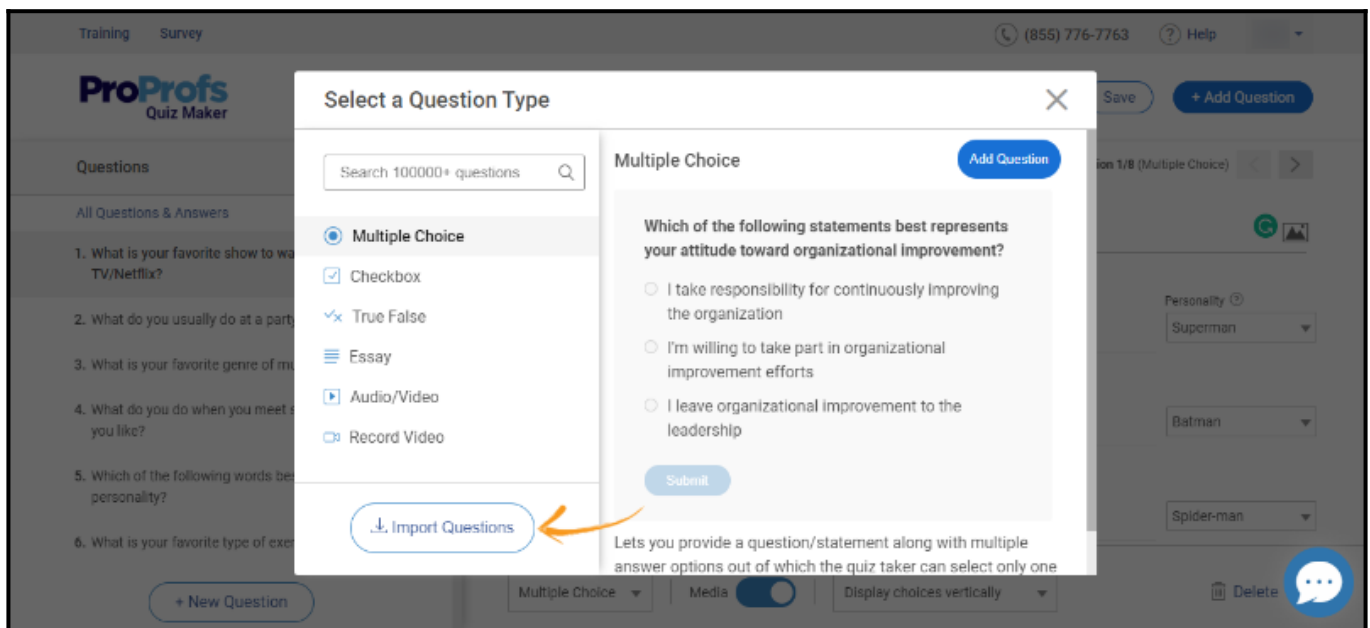 Training Survey (855) 776-7763 Help
ProProfs
Quiz Maker
Save + Add Question
Questions
ion 1/8 (Multiple Choice)
All Questions & Answers
1. What is your favorite show to wa
TV/Netflix?
2. What do you usually do at a party
3. What is your favorite genre of mu
4. What do you do when you meet s
you like?
5. Which of the following words bes
personality?
6. What is your favorite type of exer
+ New Question
Select a Question Type
Search 100000+ questions
Multiple Choice
Checkbox
True False
Essay
Audio/Video
Record Video
Import Questions
Multiple Choice
Add Question
Which of the following statements best represents
your attitude toward organizational improvement?
I take responsibility for continuously improving
the organization
I'm willing to take part in organizational
improvement efforts
I leave organizational improvement to the
leadership
Submit
Lets you provide a question/statement along with multiple
answer options out of which the quiz taker can select only one
Personality
Superman
Batman
Spider-man
Multiple Choice Media Display choices vertically Delete